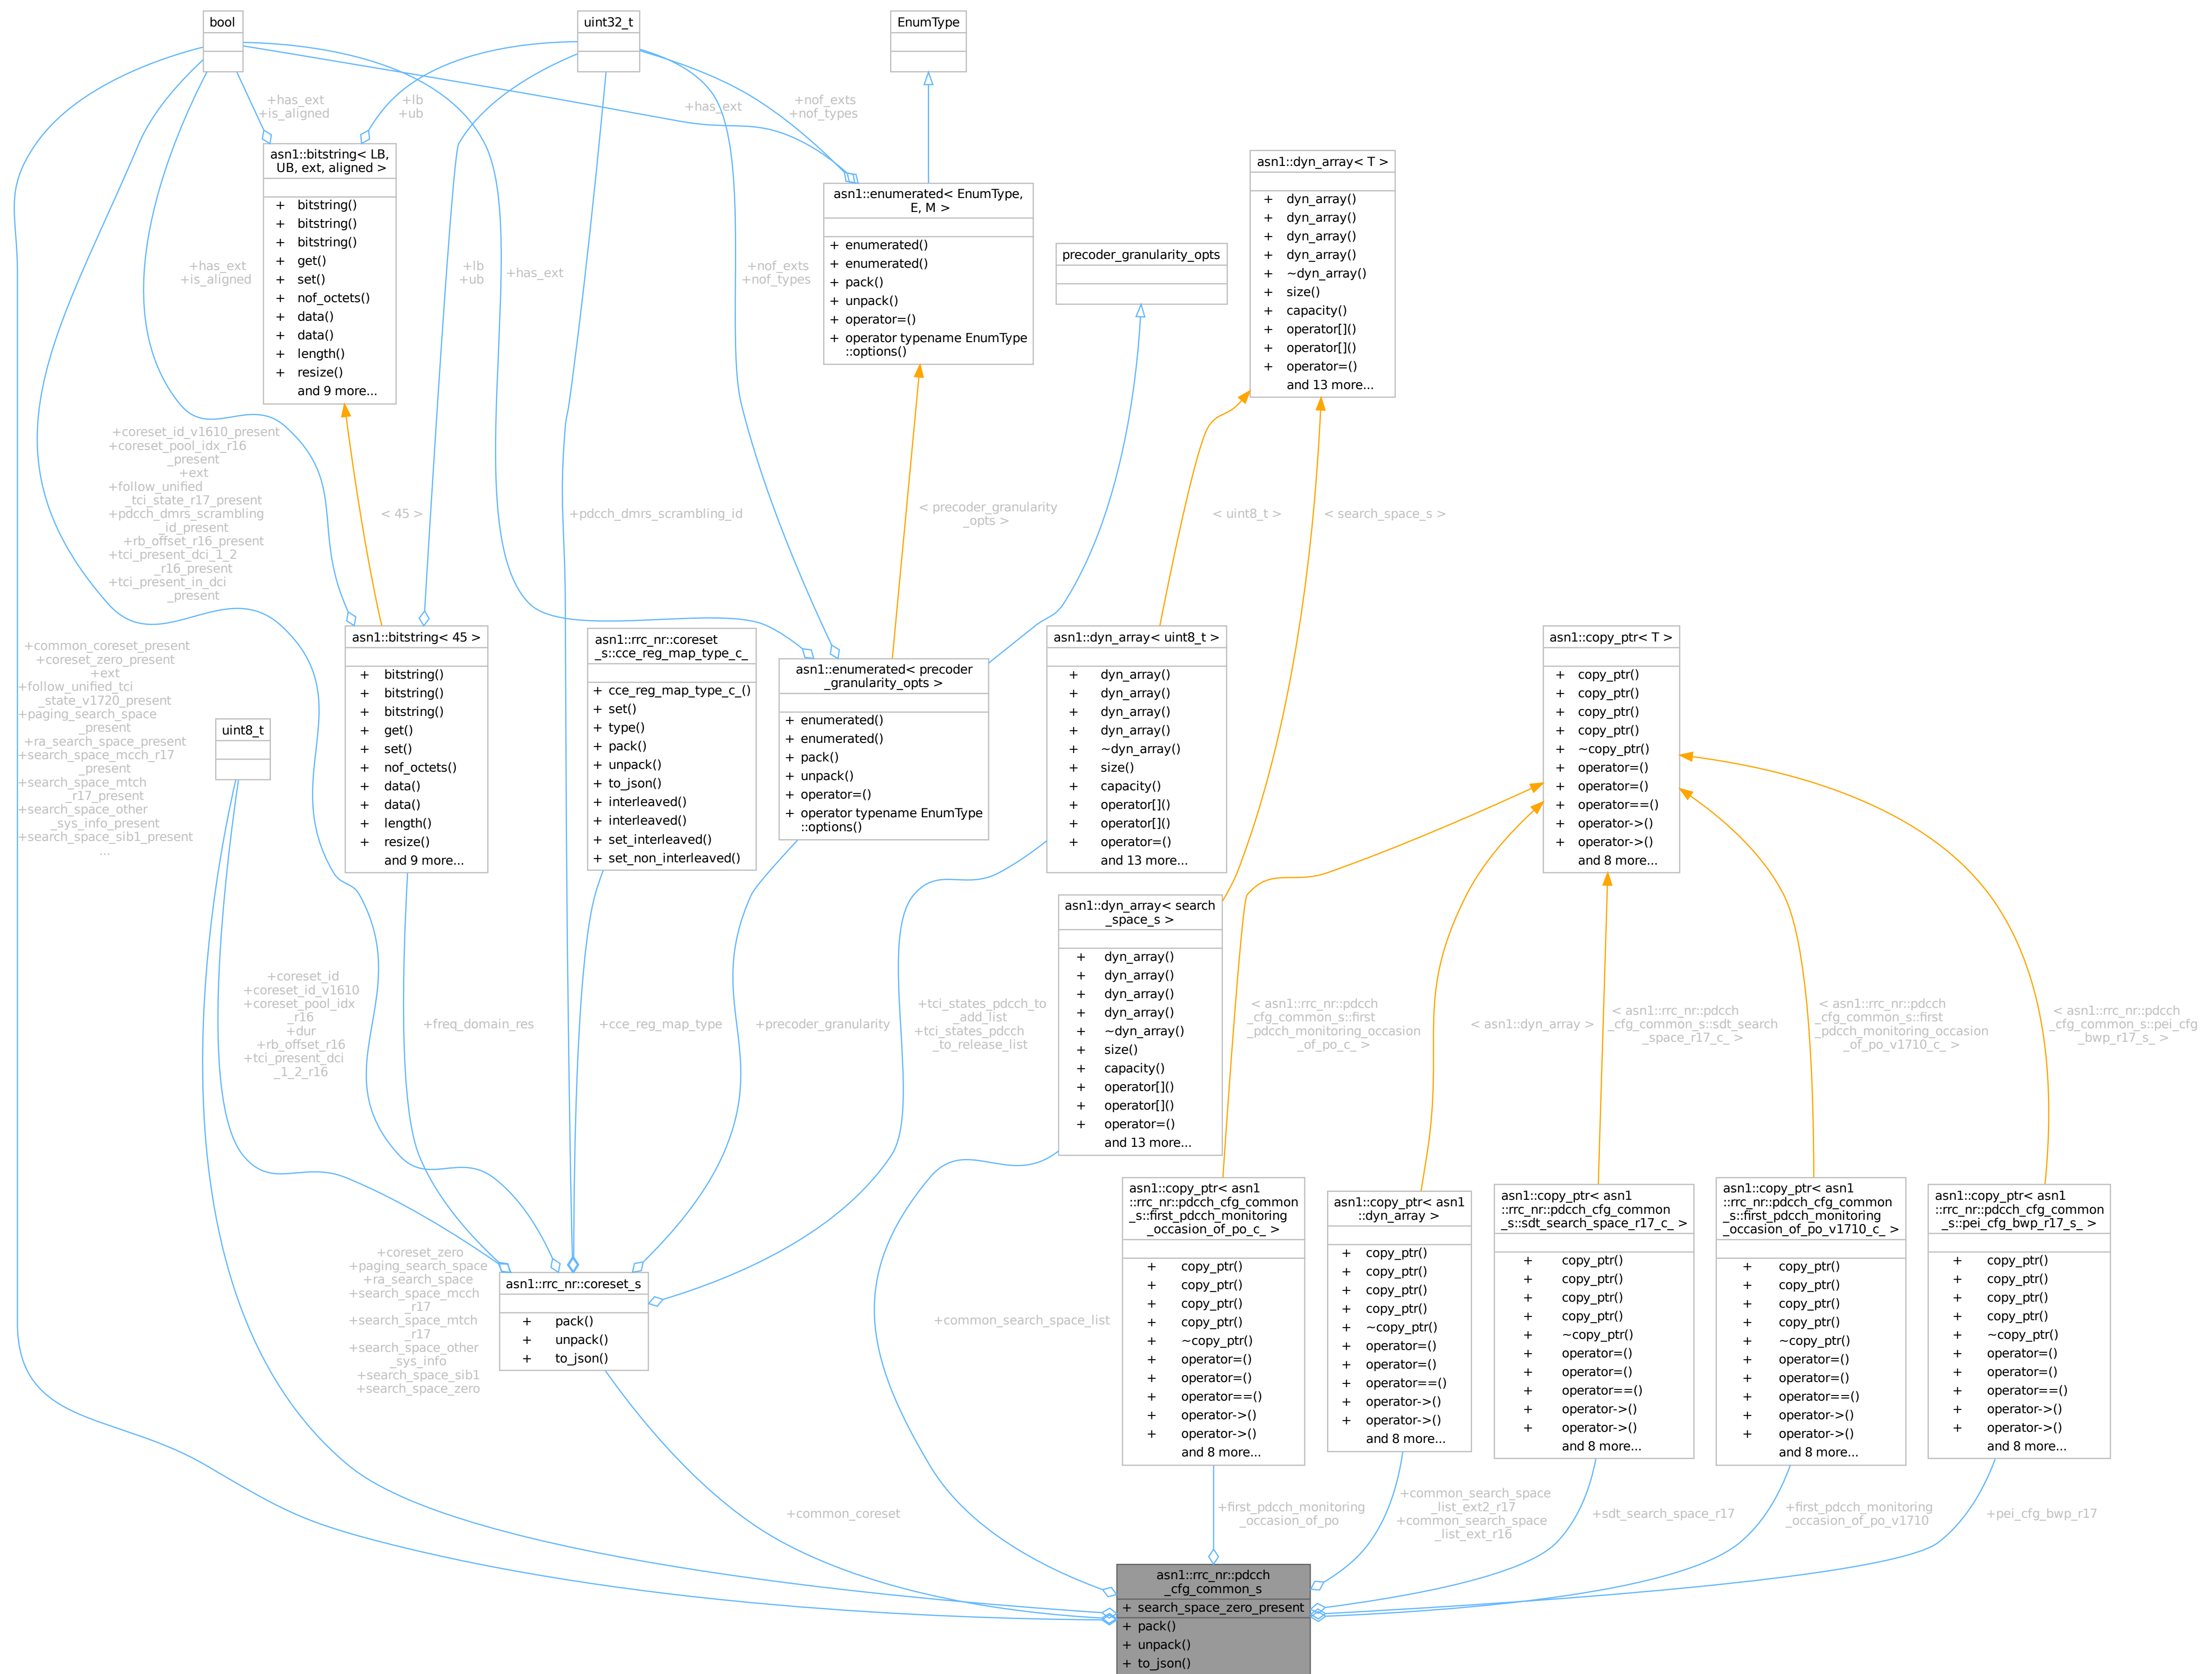 bool
uint32_t
EnumType
+has_ext
+is_aligned
+lb
+ub
+has_ext
+nof_exts
+nof_types
asn1::bitstring< LB,
UB, ext, aligned >
+ bitstring()
+ bitstring()
+ bitstring()
+ get()
+ set()
+ nof_octets()
+ data()
+ data()
+ length()
+ resize()
and 9 more...
asn1::enumerated< EnumType,
E, M >
+ enumerated()
+ enumerated()
+ pack()
+ unpack()
+ operator=()
+ operator typename EnumType
::options()
asn1::dyn_array< T >
+ dyn_array()
+ dyn_array()
+ dyn_array()
+ dyn_array()
+ ~dyn_array()
+ size()
+ capacity()
+ operator[]()
+ operator[]()
+ operator=()
and 13 more...
precoder_granularity_opts
+has_ext
+is_aligned
+lb
+ub
+has_ext
+nof_exts
+nof_types
+coreset_id_v1610_present
+coreset_pool_idx_r16
_present
+ext
+follow_unified
_tci_state_r17_present
+pdcch_dmrs_scrambling
_id_present
+rb_offset_r16_present
+tci_present_dci_1_2
_r16_present
+tci_present_in_dci
_present
< 45 >
+pdcch_dmrs_scrambling_id
< precoder_granularity
_opts >
< uint8_t >
< search_space_s >
+common_coreset_present
+coreset_zero_present
+ext
+follow_unified_tci
_state_v1720_present
+paging_search_space
_present
+ra_search_space_present
+search_space_mcch_r17
_present
+search_space_mtch
_r17_present
+search_space_other
_sys_info_present
+search_space_sib1_present
...
uint8_t
asn1::bitstring< 45 >
+ bitstring()
+ bitstring()
+ bitstring()
+ get()
+ set()
+ nof_octets()
+ data()
+ data()
+ length()
+ resize()
and 9 more...
asn1::rrc_nr::coreset
_s::cce_reg_map_type_c_
+ cce_reg_map_type_c_()
+ set()
+ type()
+ pack()
+ unpack()
+ to_json()
+ interleaved()
+ interleaved()
+ set_interleaved()
+ set_non_interleaved()
asn1::enumerated< precoder
_granularity_opts >
+ enumerated()
+ enumerated()
+ pack()
+ unpack()
+ operator=()
+ operator typename EnumType
::options()
asn1::dyn_array< uint8_t >
+ dyn_array()
+ dyn_array()
+ dyn_array()
+ dyn_array()
+ ~dyn_array()
+ size()
+ capacity()
+ operator[]()
+ operator[]()
+ operator=()
and 13 more...
asn1::copy_ptr< T >
+ copy_ptr()
+ copy_ptr()
+ copy_ptr()
+ copy_ptr()
+ ~copy_ptr()
+ operator=()
+ operator=()
+ operator==()
+ operator->()
+ operator->()
and 8 more...
asn1::dyn_array< search
_space_s >
+ dyn_array()
+ dyn_array()
+ dyn_array()
+ dyn_array()
+ ~dyn_array()
+ size()
+ capacity()
+ operator[]()
+ operator[]()
+ operator=()
and 13 more...
+coreset_id
+coreset_id_v1610
+coreset_pool_idx
_r16
+dur
+rb_offset_r16
+tci_present_dci
_1_2_r16
+freq_domain_res
+cce_reg_map_type
+precoder_granularity
+tci_states_pdcch_to
_add_list
+tci_states_pdcch
_to_release_list
< asn1::rrc_nr::pdcch
_cfg_common_s::first
_pdcch_monitoring_occasion
_of_po_c_ >
< asn1::dyn_array >
< asn1::rrc_nr::pdcch
_cfg_common_s::sdt_search
_space_r17_c_ >
< asn1::rrc_nr::pdcch
_cfg_common_s::first
_pdcch_monitoring_occasion
_of_po_v1710_c_ >
< asn1::rrc_nr::pdcch
_cfg_common_s::pei_cfg
_bwp_r17_s_ >
+coreset_zero
+paging_search_space
+ra_search_space
+search_space_mcch
_r17
+search_space_mtch
_r17
+search_space_other
_sys_info
+search_space_sib1
+search_space_zero
asn1::rrc_nr::coreset_s
+ pack()
+ unpack()
+ to_json()
+common_search_space_list
asn1::copy_ptr< asn1
::rrc_nr::pdcch_cfg_common
_s::first_pdcch_monitoring
_occasion_of_po_c_ >
+ copy_ptr()
+ copy_ptr()
+ copy_ptr()
+ copy_ptr()
+ ~copy_ptr()
+ operator=()
+ operator=()
+ operator==()
+ operator->()
+ operator->()
and 8 more...
asn1::copy_ptr< asn1
::dyn_array >
+ copy_ptr()
+ copy_ptr()
+ copy_ptr()
+ copy_ptr()
+ ~copy_ptr()
+ operator=()
+ operator=()
+ operator==()
+ operator->()
+ operator->()
and 8 more...
asn1::copy_ptr< asn1
::rrc_nr::pdcch_cfg_common
_s::sdt_search_space_r17_c_ >
+ copy_ptr()
+ copy_ptr()
+ copy_ptr()
+ copy_ptr()
+ ~copy_ptr()
+ operator=()
+ operator=()
+ operator==()
+ operator->()
+ operator->()
and 8 more...
asn1::copy_ptr< asn1
::rrc_nr::pdcch_cfg_common
_s::first_pdcch_monitoring
_occasion_of_po_v1710_c_ >
+ copy_ptr()
+ copy_ptr()
+ copy_ptr()
+ copy_ptr()
+ ~copy_ptr()
+ operator=()
+ operator=()
+ operator==()
+ operator->()
+ operator->()
and 8 more...
asn1::copy_ptr< asn1
::rrc_nr::pdcch_cfg_common
_s::pei_cfg_bwp_r17_s_ >
+ copy_ptr()
+ copy_ptr()
+ copy_ptr()
+ copy_ptr()
+ ~copy_ptr()
+ operator=()
+ operator=()
+ operator==()
+ operator->()
+ operator->()
and 8 more...
+common_coreset
+first_pdcch_monitoring
_occasion_of_po
+common_search_space
_list_ext2_r17
+common_search_space
_list_ext_r16
+sdt_search_space_r17
+first_pdcch_monitoring
_occasion_of_po_v1710
+pei_cfg_bwp_r17
asn1::rrc_nr::pdcch
_cfg_common_s
+ search_space_zero_present
+ pack()
+ unpack()
+ to_json()